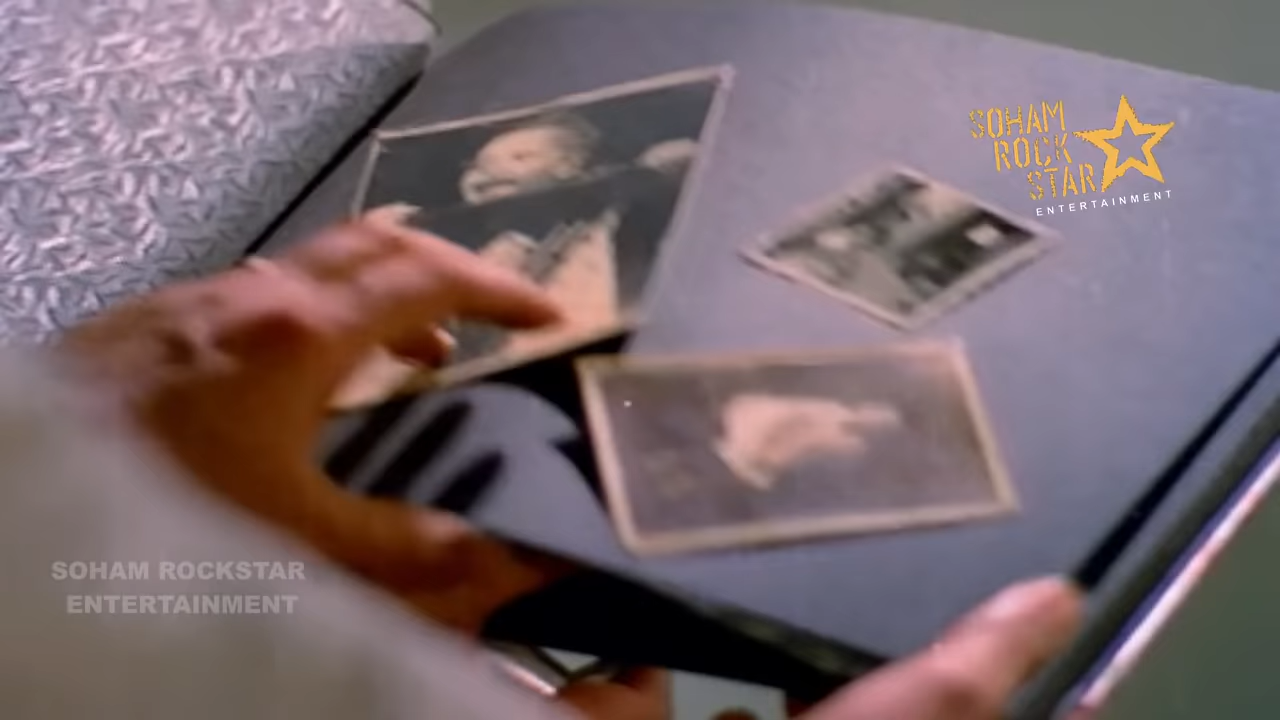 SOHAM
ROCK
STAR
ENTERTAINMENT
SOHAM ROCKSTAR
ENTERTAINMENT